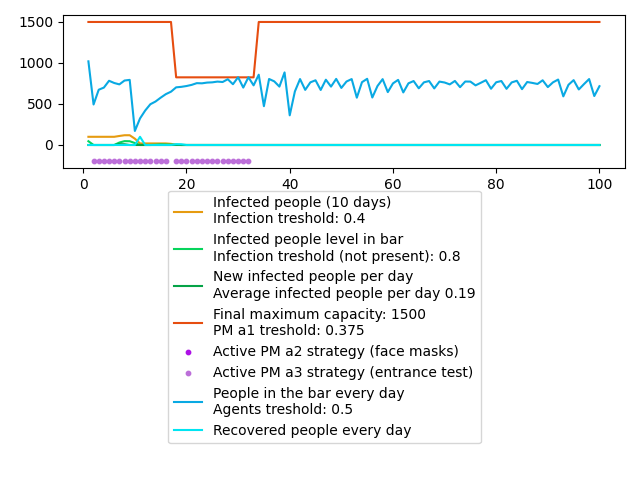 1500
1000
500
0
0 20 40 60 80 100
Infected people (10 days)
Infection treshold: 0.4
Infected people level in bar
Infection treshold (not present): 0.8
New infected people per day
Average infected people per day 0.19
Final maximum capacity: 1500
PM a1 treshold: 0.375
Active PM a2 strategy (face masks)
Active PM a3 strategy (entrance test)
People in the bar every day
Agents treshold: 0.5
Recovered people every day